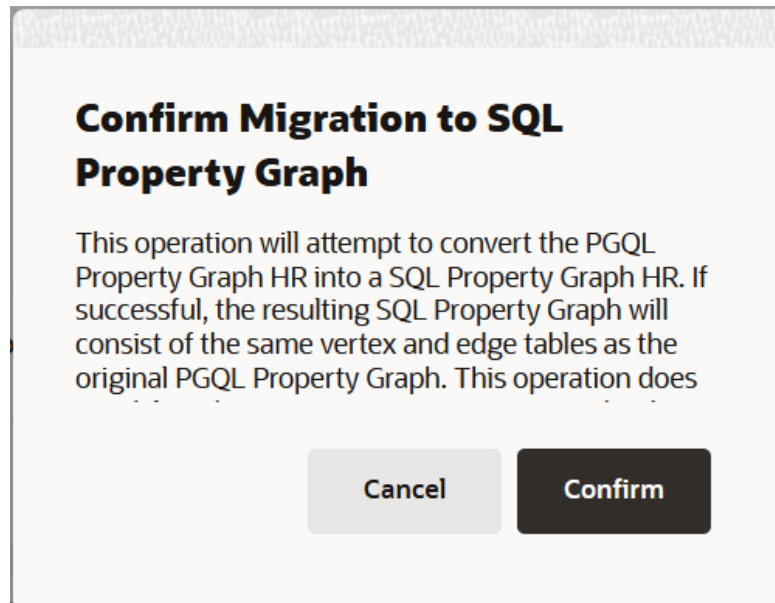 Confirm Migration to SQL
Property Graph
This operation will attempt to convert the PGQL
Property Graph HR into a SQL Property Graph HR. If
successful, the resulting SQL Property Graph will
consist of the same vertex and edge tables as the
original PGQL Property Graph. This operation does
Cancel
Confirm